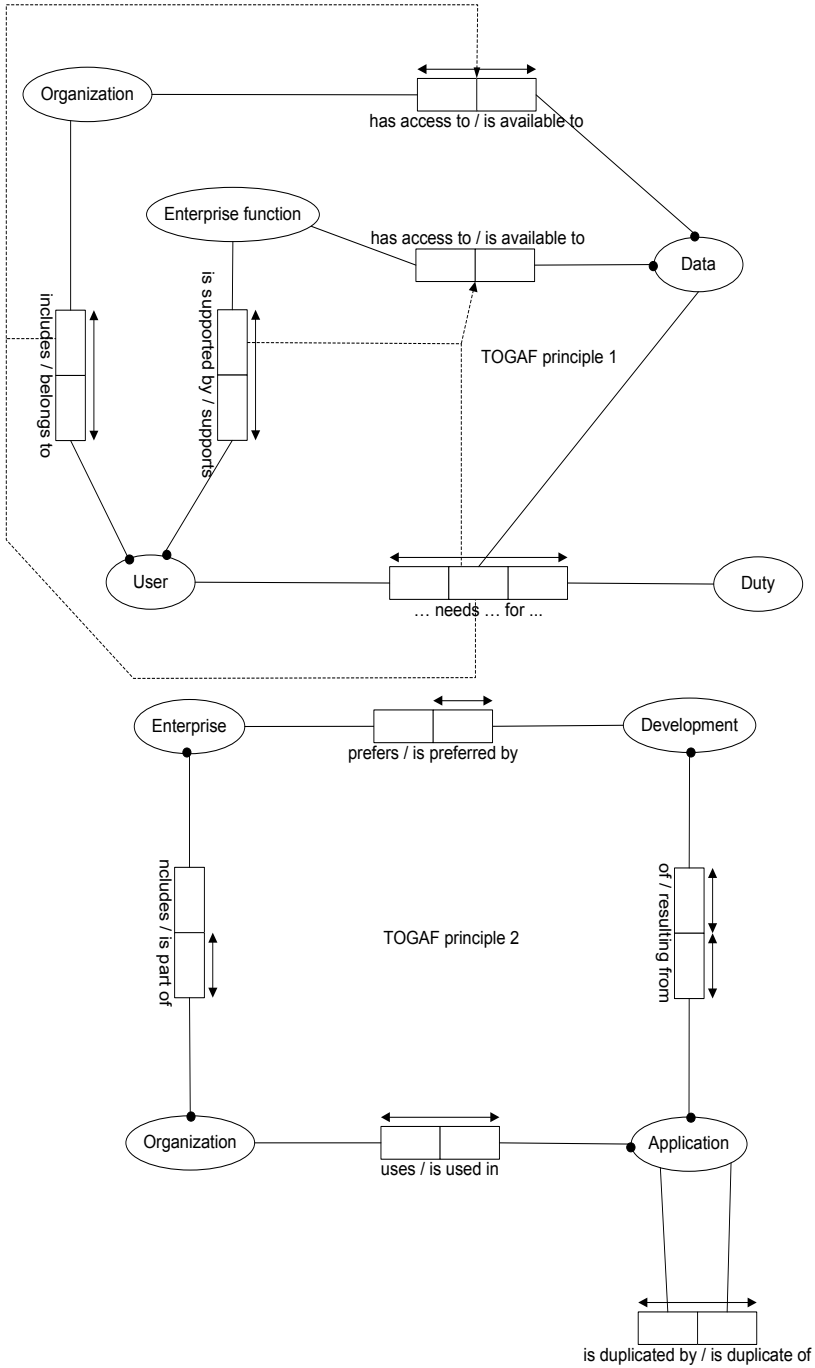 Organization
has access to / is available to
Enterprise function
has access to / is available to
Data
includes / belongs to
is supported by / supports
TOGAF principle 1
User
Duty
… needs … for ...
Enterprise
Development
prefers / is preferred by
ncludes / is part of
of / resulting from
TOGAF principle 2
Organization
Application
uses / is used in
is duplicated by / is duplicate of